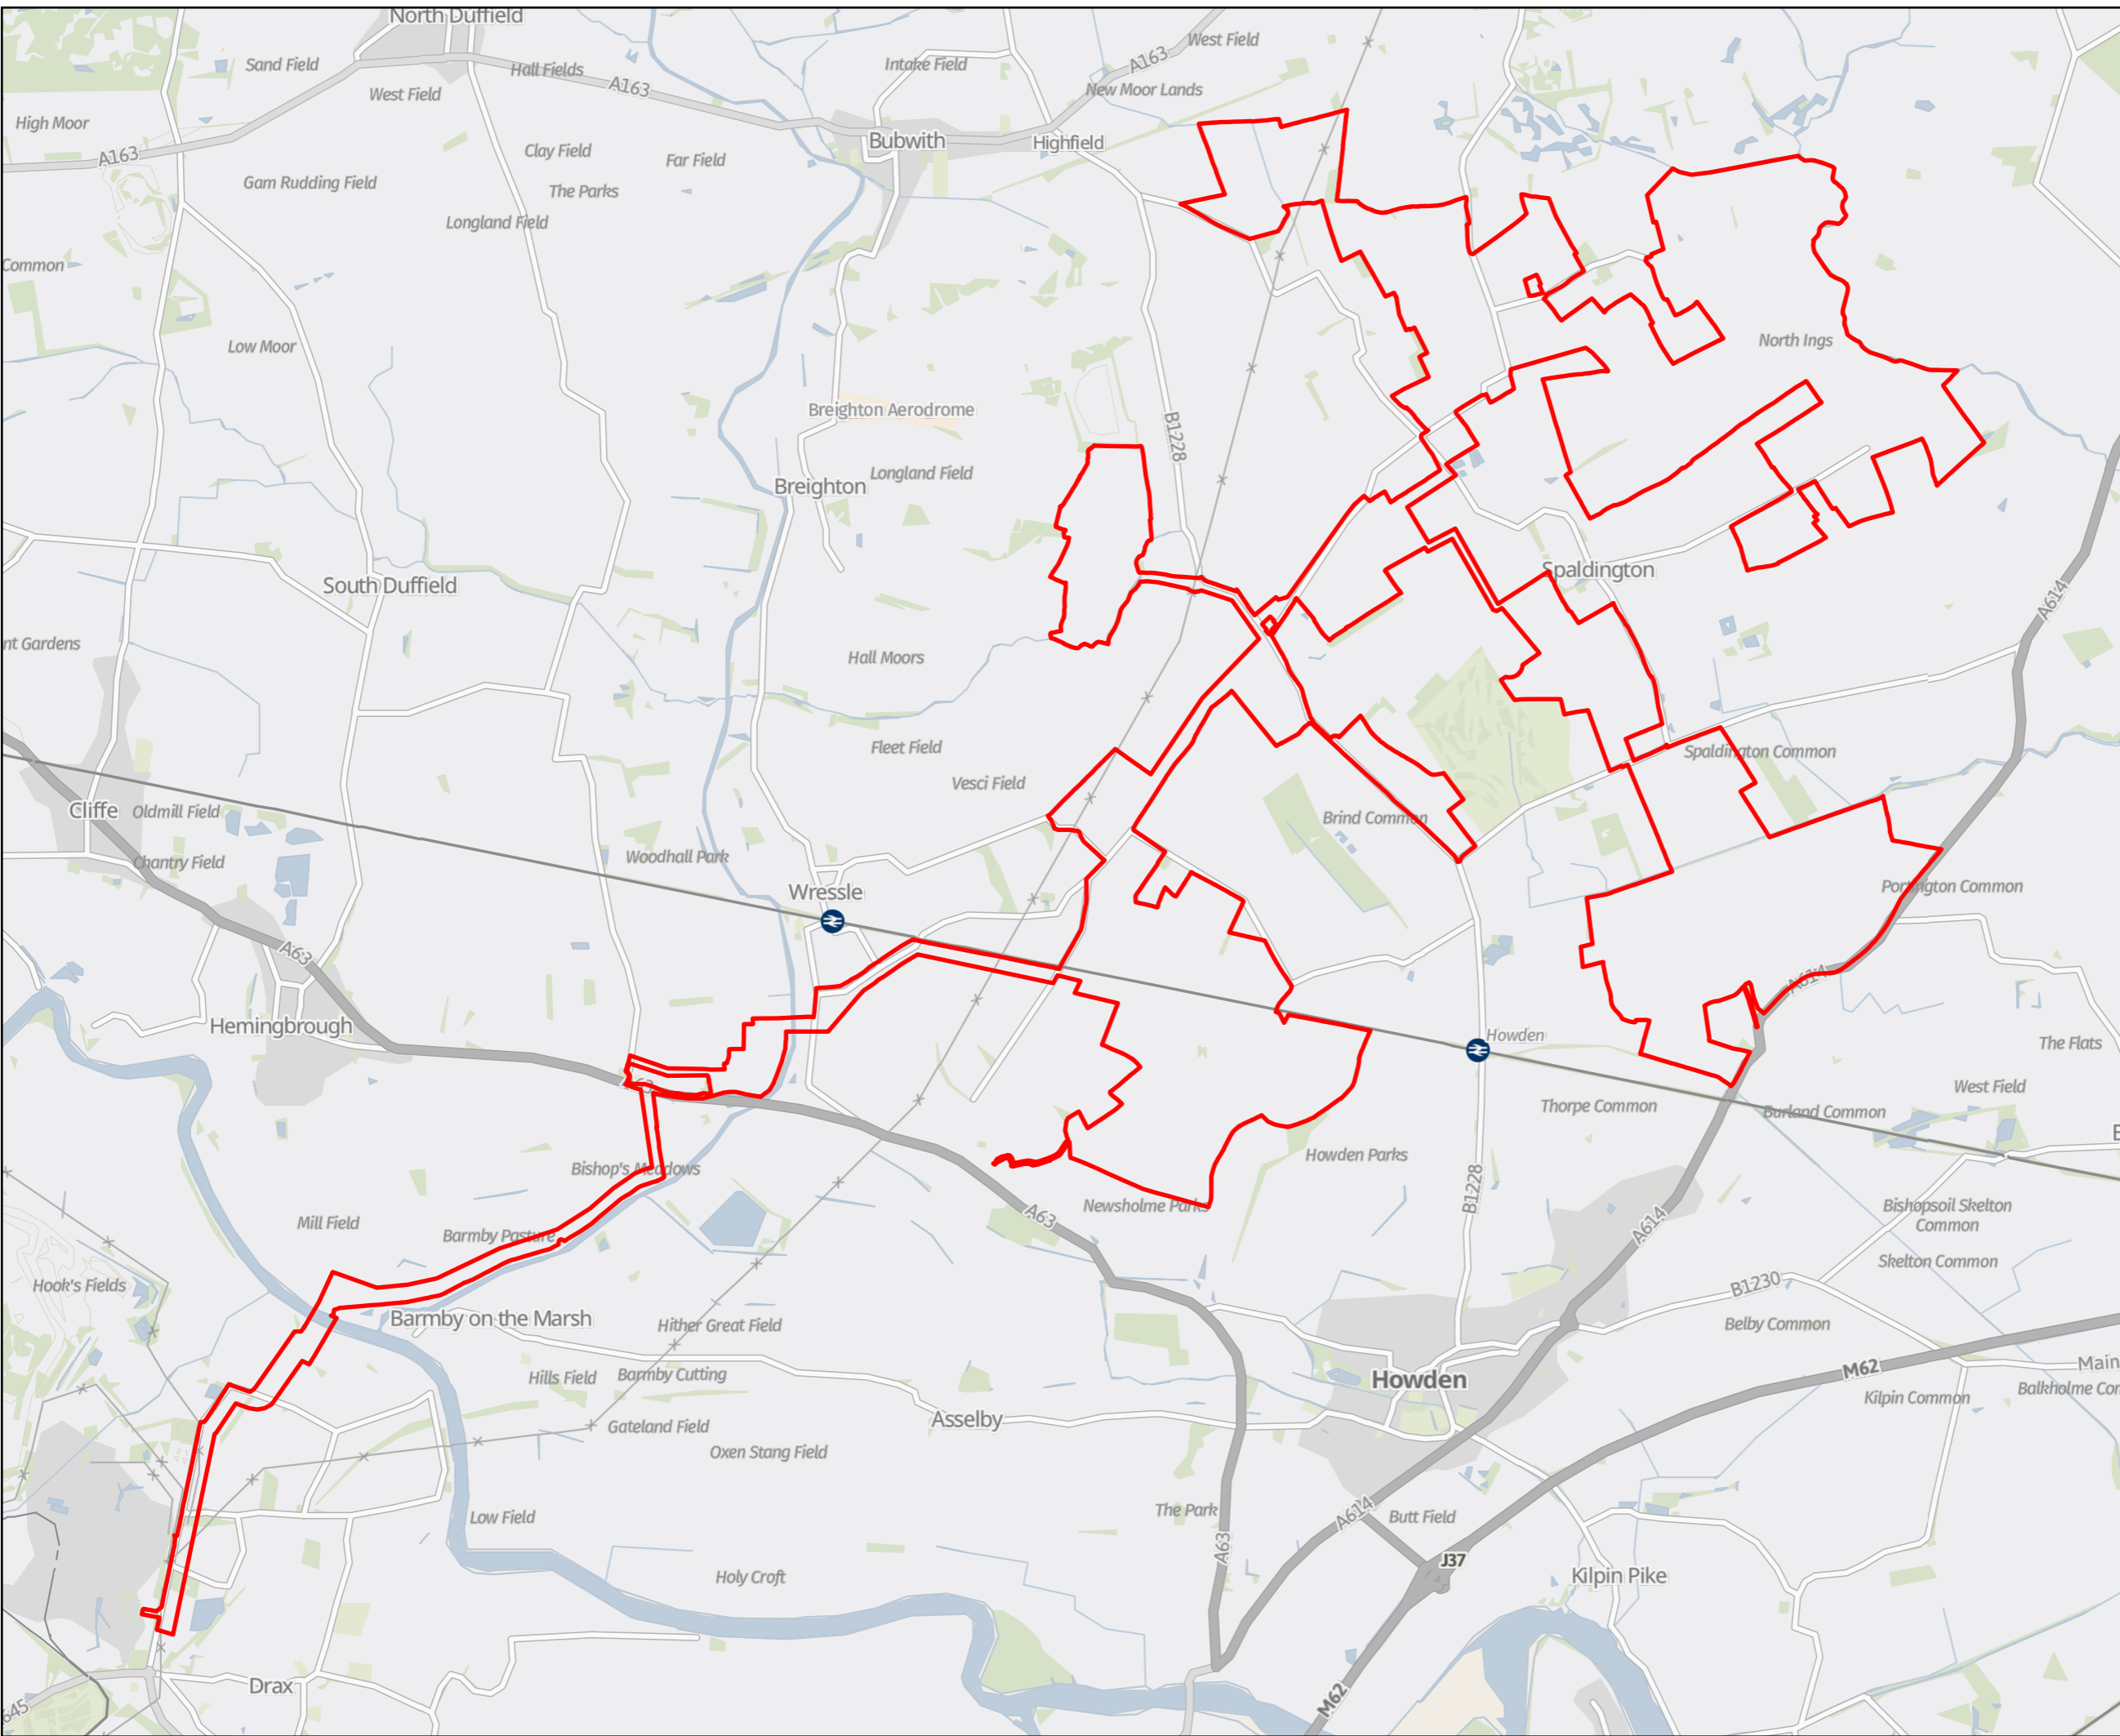 North Duffield
West Field
A163
Sand Field
Hall Fields
Intake Field
A163
West Field
New Moor Lands
High Moor
Bubwith
Highfield
A163
Clay Field
Far Field
Gam Rudding Field
The Parks
Longland Field
Common
North Ings
Low Moor
Breighton Aerodrome
B1228
Longland Field
Breighton
Spaldington
South Duffield
A614
nt Gardens
Hall Moors
Fleet Field
Spaldington Common
Vesci Field
Cliffe
Oldmill Field
Brind Common
Chantry Field
Woodhall Park
Wressle
Portington Common
A63
A614
Hemingbrough
Howden
The Flats
West Field
Thorpe Common
Burland Common
Bishop's Meadows
Howden Parks
B1228
Newsholme Parks
Bishopsoil Skelton
Common
A63
Mill Field
Barmby Pasture
A614
Skelton Common
Hook's Fields
B1230
Barmby on the Marsh
Hither Great Field
Belby Common
Hills Field
Barmby Cutting
Howden
M62
Main
Kilpin Common
Balkholme Co
Asselby
Gateland Field
Oxen Stang Field
Low Field
The Park
A614
Butt Field
A63
J37
Holy Croft
Kilpin Pike
Drax
M62
645